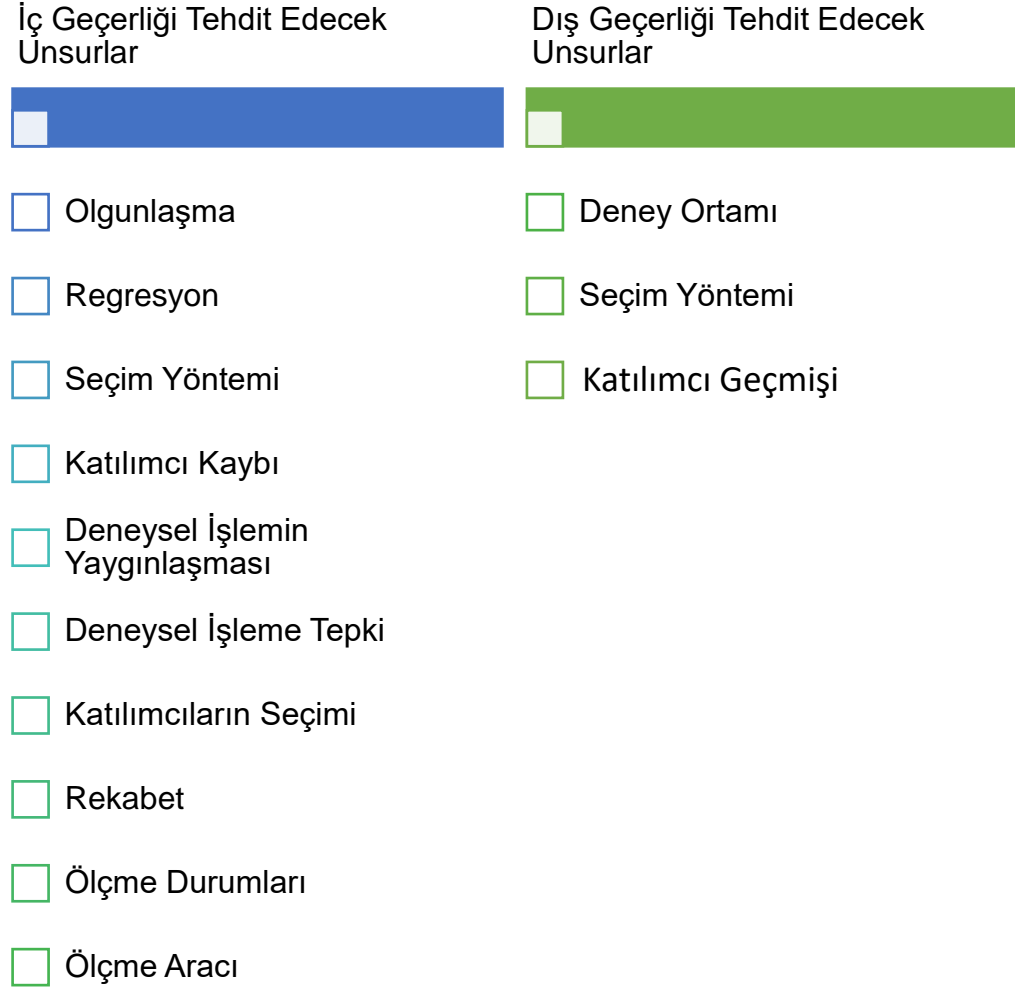 İç Geçerliği Tehdit Edecek
Unsurlar
Olgunlaşma
Regresyon
Seçim Yöntemi
Katılımcı Kaybı
Deneysel İşlemin
Yaygınlaşması
Deneysel İşleme Tepki
Katılımcıların Seçimi
Rekabet
Ölçme Durumları
Ölçme Aracı
Dış Geçerliği Tehdit Edecek
Unsurlar
Deney Ortamı
Seçim Yöntemi
Katılımcı Geçmişi